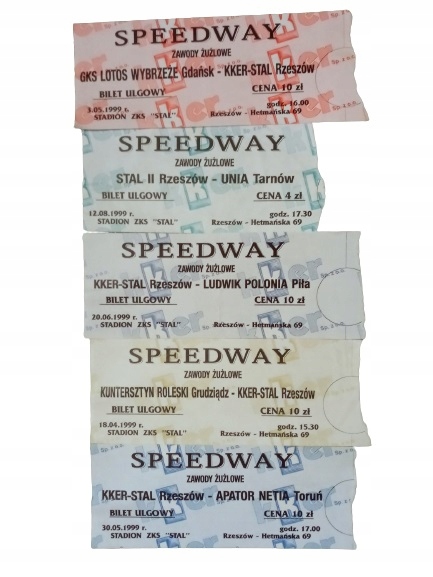 SPEEDWAY
ZAWODY ŻUŻLOWE
GKS LOTOS WYBRZEŻE Gdańsk - KKER-STAL Rzeszów
BILET ULGOWY CENA 10 zł
3.05.1999 r. godz. 16.00
STADION ZKS "STAL" Rzeszów - Hetmańska 69
SPEEDWAY
ZAWODY ŻUŻLOWE
STAL II Rzeszów - UNIA Tarnów
BILET ULGOWY CENA 4 zł
12.08.1999 r. godz. 17.30
STADION ZKS "STAL" Rzeszów - Hetmańska 69
SPEEDWAY
ZAWODY ŻUŻLOWE
KKER-STAL Rzeszów - LUDWIK POLONIA Piła
BILET ULGOWY CENA 10 zł
20.06.1999 r.
STADION ZKS "STAL" Rzeszów - Hetmańska 69
SPEEDWAY
ZAWODY ŻUŻLOWE
KUNTERSZTYN ROLESKI Grudziądz - KKER-STAL Rzeszów
BILET ULGOWY CENA 10 zł
18.04.1999 r. godz. 15.30
STADION ZKS "STAL" Rzeszów - Hetmańska 69
SPEEDWAY
ZAWODY ŻUŻLOWE
KKER-STAL Rzeszów - APATOR NETIA Toruń
BILET ULGOWY CENA 10 zł
30.05.1999 r. godz. 17.00
STADION ZKS "STAL" Rzeszów - Hetmańska 69